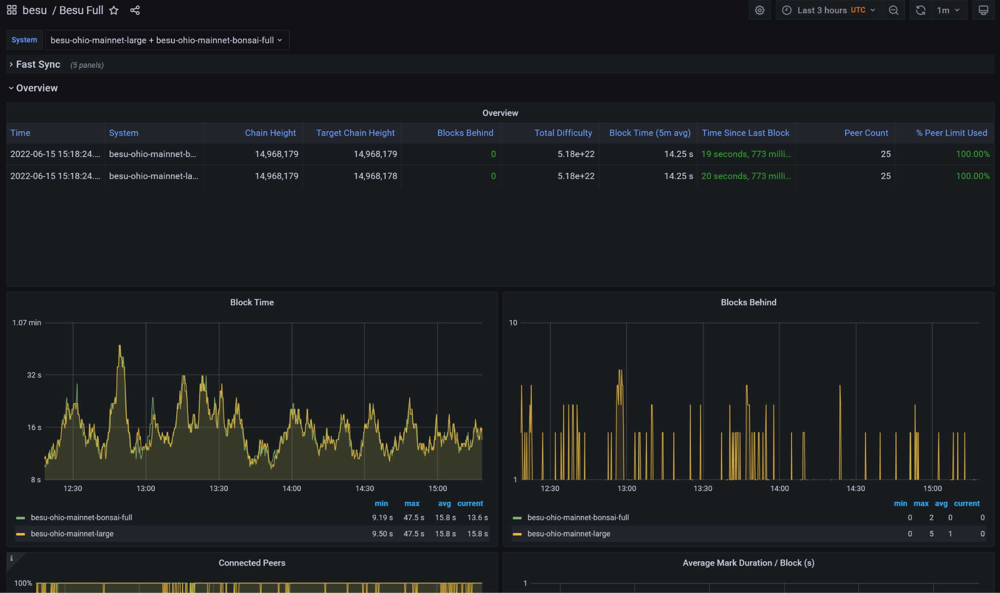 besu / Besu Full
Last 3 hours UTC
1m
System besu-ohio-mainnet-large + besu-ohio-mainnet-bonsai-full
Fast Sync (5 panels)
Overview
Overview
Time System Chain Height Target Chain Height Blocks Behind Total Difficulty Block Time (5m avg) Time Since Last Block Peer Count % Peer Limit Used
2022-06-15 15:18:24.... besu-ohio-mainnet-b... 14,968,179 14,968,179 0 5.18e+22 14.25 s 19 seconds, 773 milli... 25 100.00%
2022-06-15 15:18:24.... besu-ohio-mainnet-la... 14,968,179 14,968,178 0 5.18e+22 14.25 s 20 seconds, 773 milli... 25 100.00%
Block Time
1.07 min
32 s
16 s
8 s
12:30 13:00 13:30 14:00 14:30 15:00
min max avg current
besu-ohio-mainnet-bonsai-full 9.19 s 47.5 s 15.8 s 13.6 s
besu-ohio-mainnet-large 9.50 s 47.5 s 15.8 s 15.8 s
Blocks Behind
10
1
12:30 13:00 13:30 14:00 14:30 15:00
min max avg current
besu-ohio-mainnet-bonsai-full 0 2 0 0
besu-ohio-mainnet-large 0 5 1 0
i
Connected Peers
100%
Average Mark Duration / Block (s)
1